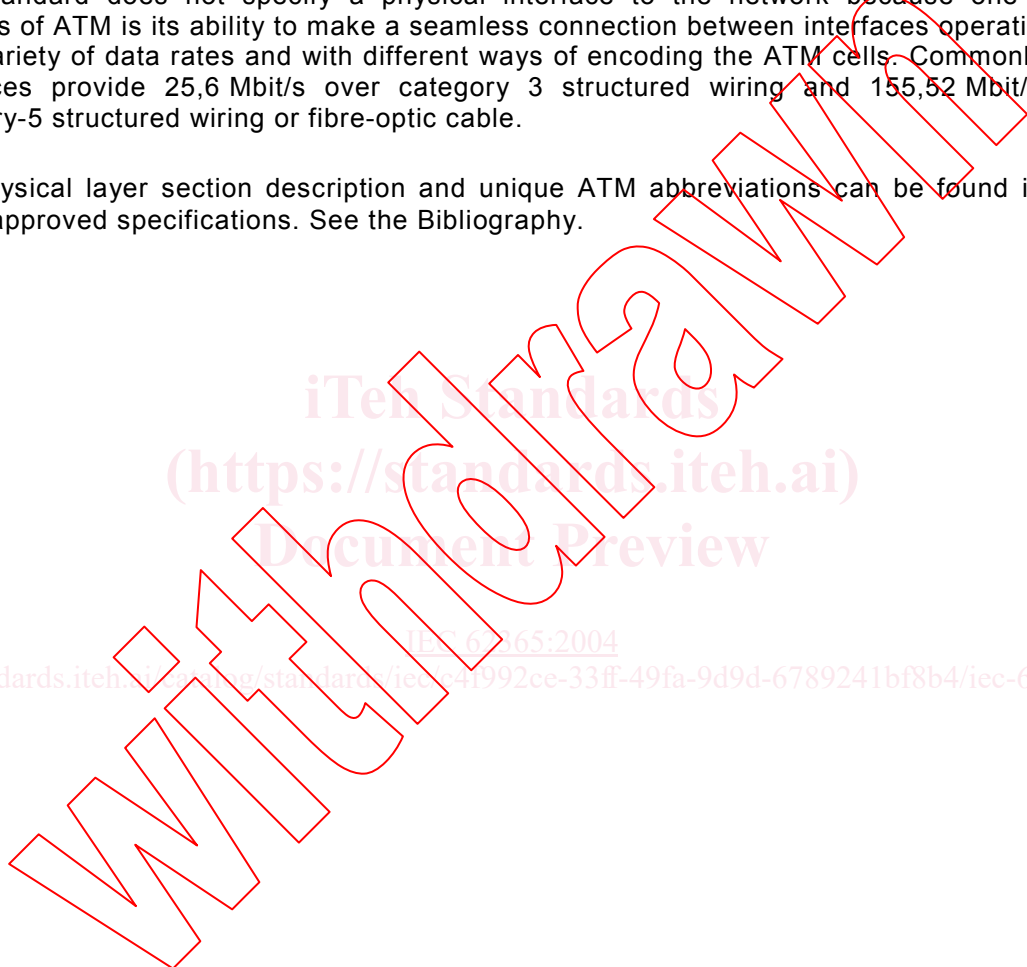 andard does not specify a physical interface to the network because one
s of ATM is its ability to make a seamless connection between interfaces operati
ariety of data rates and with different ways of encoding the ATM cells. Commonl
ces provide 25,6 Mbit/s over category 3 structured wiring and 155,52 Mbit/
ry-5 structured wiring or fibre-optic cable.
ysical layer section description and unique ATM abbreviations can be found i
approved specifications. See the Bibliography.
iTeh Standards
(https://standards.iteh.ai)
Document Preview
IEC 62365:2004
dards.iteh.ai/catalog/standards/iec/c4f992ce-33ff-49fa-9d9d-6789241bf8b4/iec-6
withdrawn